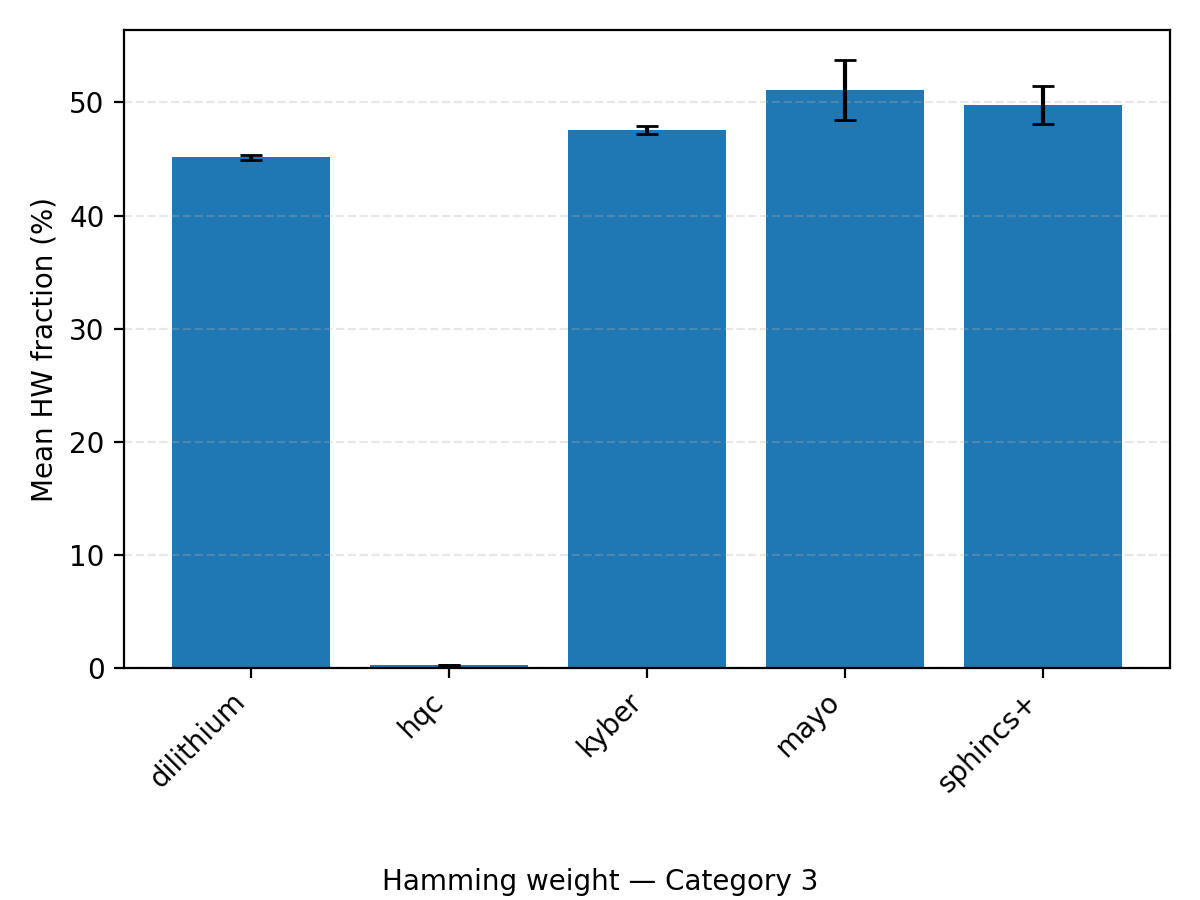 Mean HW fraction (%)
50
40
30
20
10
0
dilithium
hqc
kyber
mayo
sphincs+
Hamming weight — Category 3